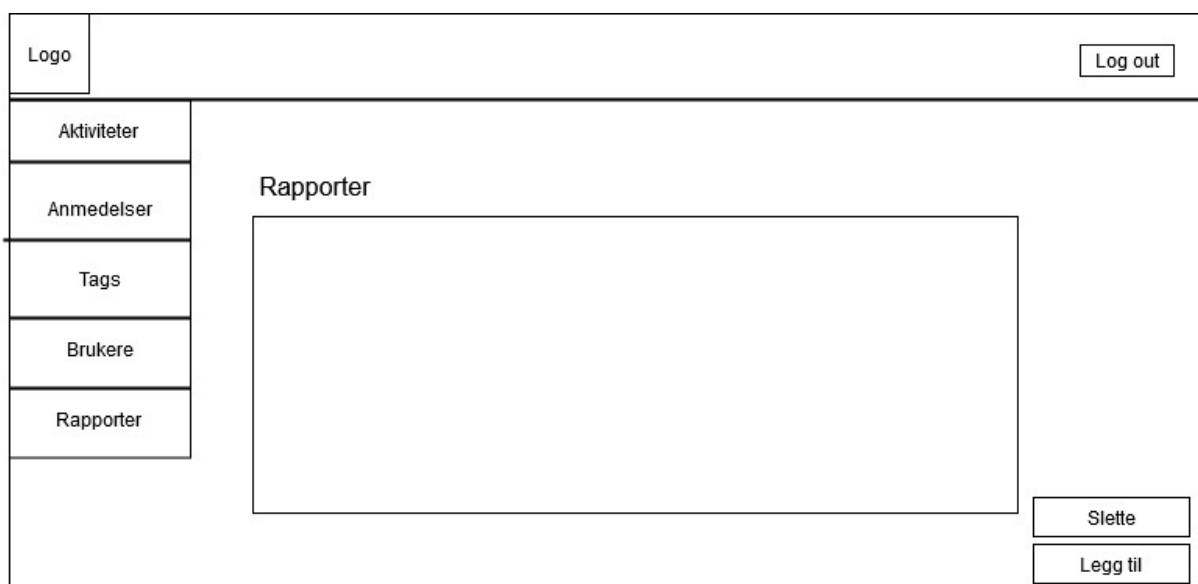 Logo
Log out
Aktiviteter
Anmedelser
Tags
Brukere
Rapporter
Rapporter
Slette
Legg til